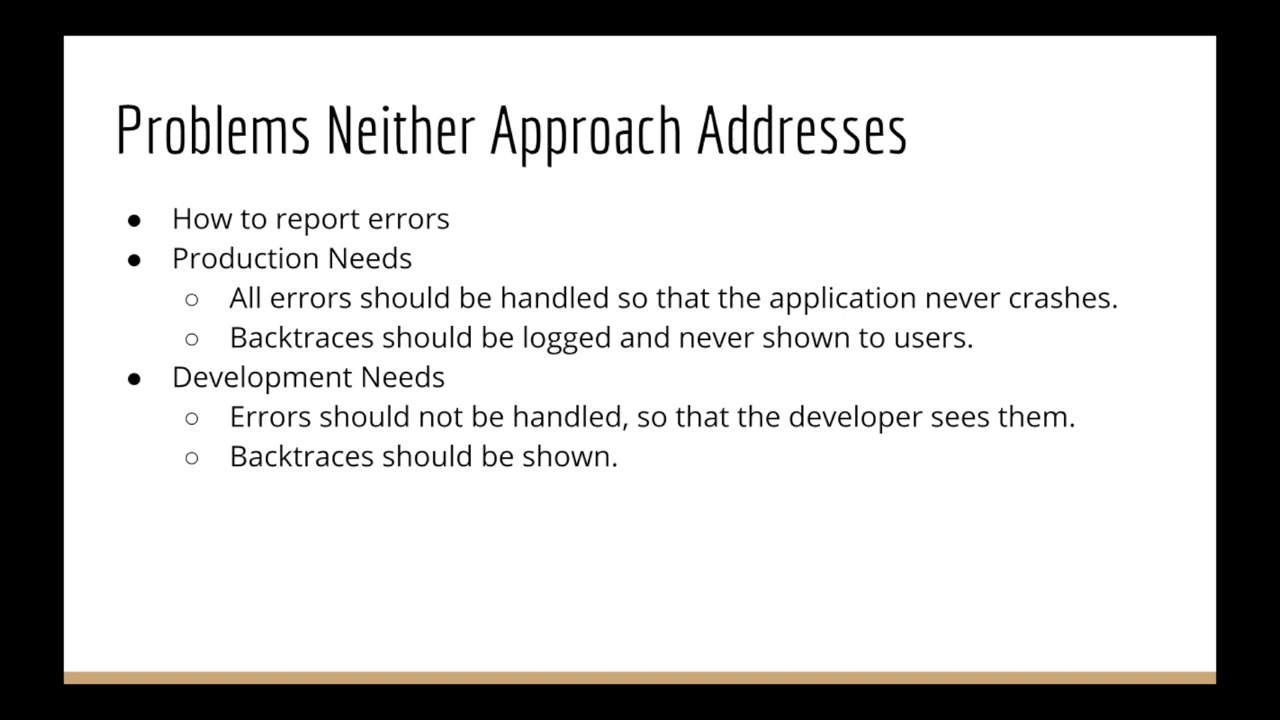 Problems Neither Approach Addresses
● How to report errors
● Production Needs
○ All errors should be handled so that the application never crashes.
○ Backtraces should be logged and never shown to users.
● Development Needs
○ Errors should not be handled, so that the developer sees them.
○ Backtraces should be shown.